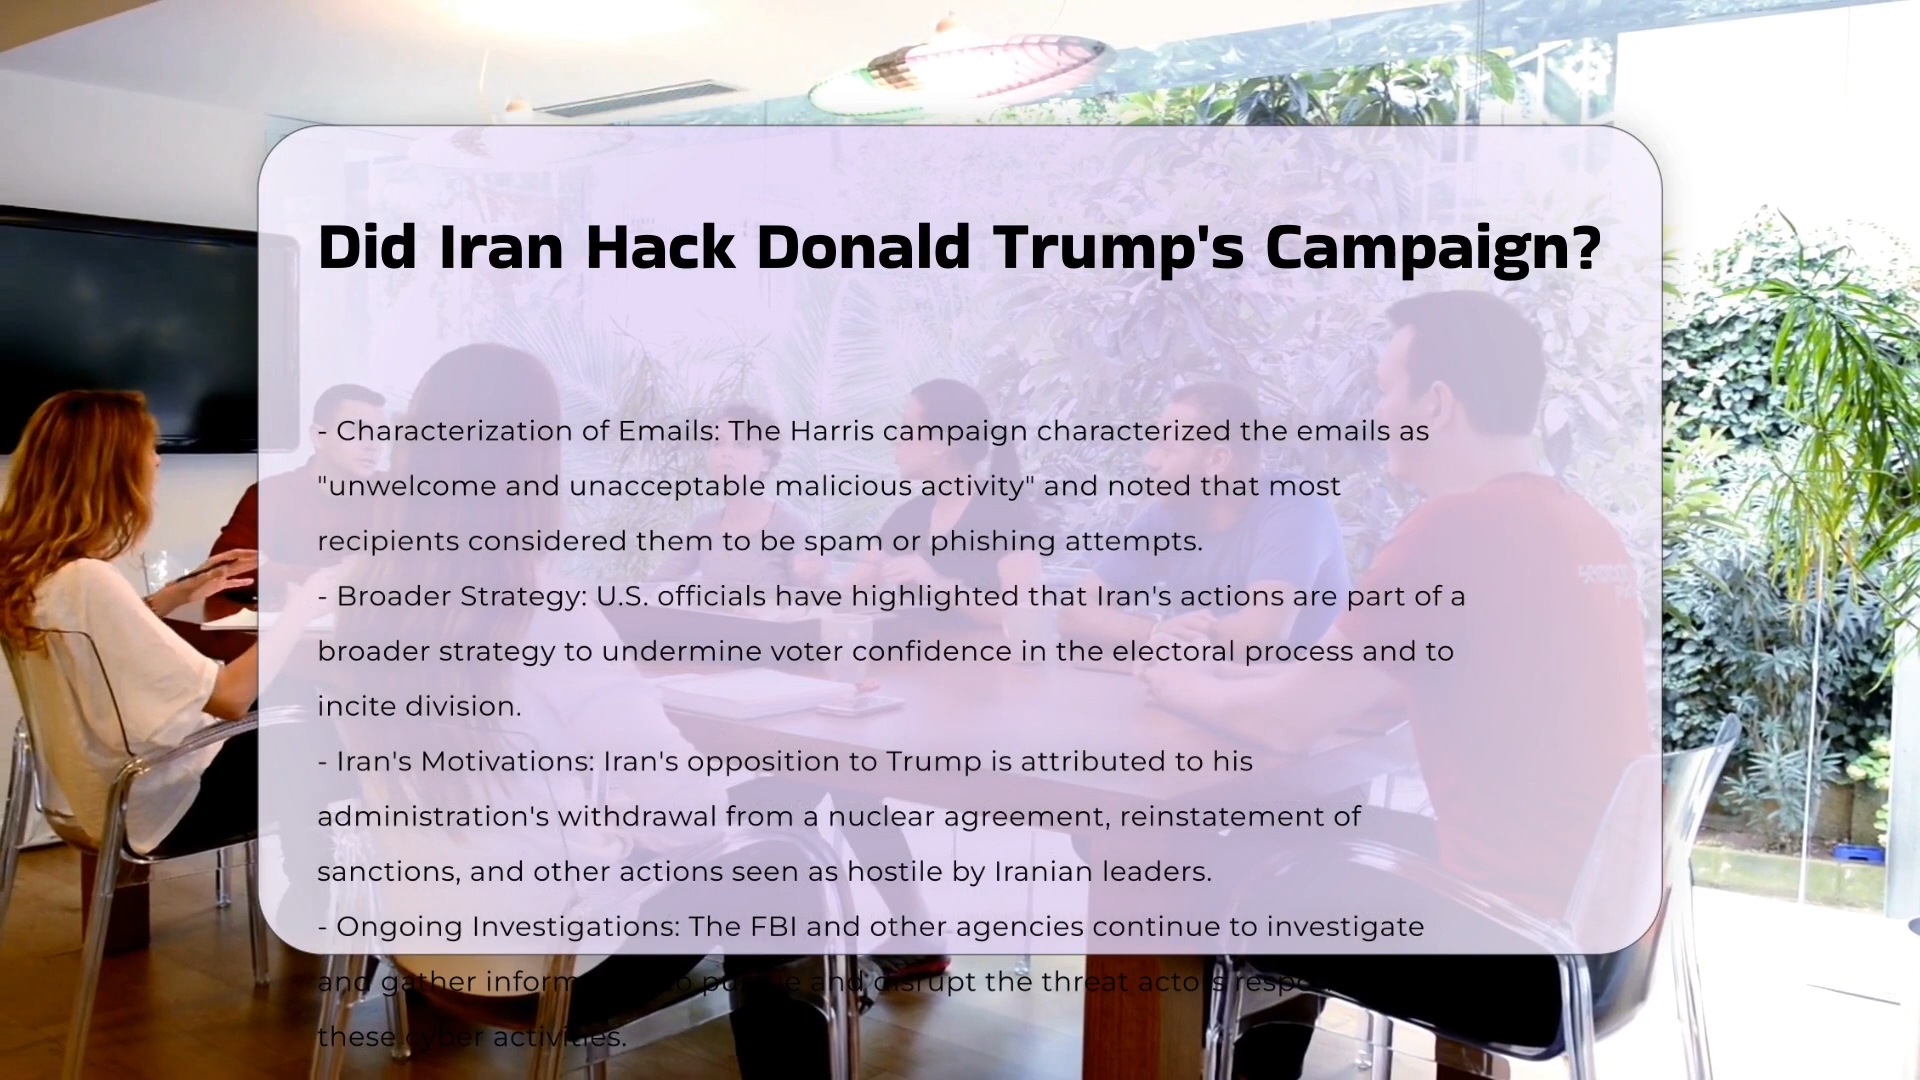 Did Iran Hack Donald Trump's Campaign?
- Characterization of Emails: The Harris campaign characterized the emails as
"unwelcome and unacceptable malicious activity" and noted that most
recipients considered them to be spam or phishing attempts.
- Broader Strategy: U.S. officials have highlighted that Iran's actions are part of a
broader strategy to undermine voter confidence in the electoral process and to
incite division.
- Iran's Motivations: Iran's opposition to Trump is attributed to his
administration's withdrawal from a nuclear agreement, reinstatement of
sanctions, and other actions seen as hostile by Iranian leaders.
- Ongoing Investigations: The FBI and other agencies continue to investigate
and gather and disrupt the threat actors
these cyber activities.